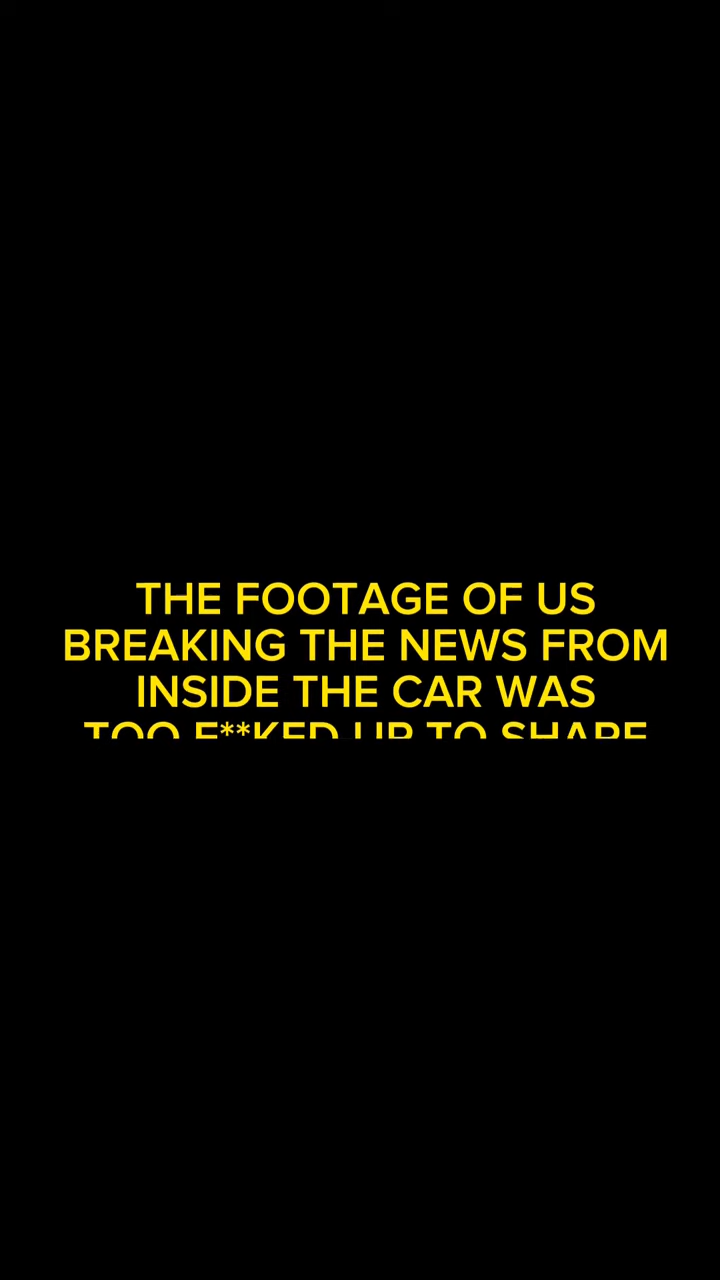 THE FOOTAGE OF US
BREAKING THE NEWS FROM
INSIDE THE CAR WAS
TOO F**KED UP TO SHARE